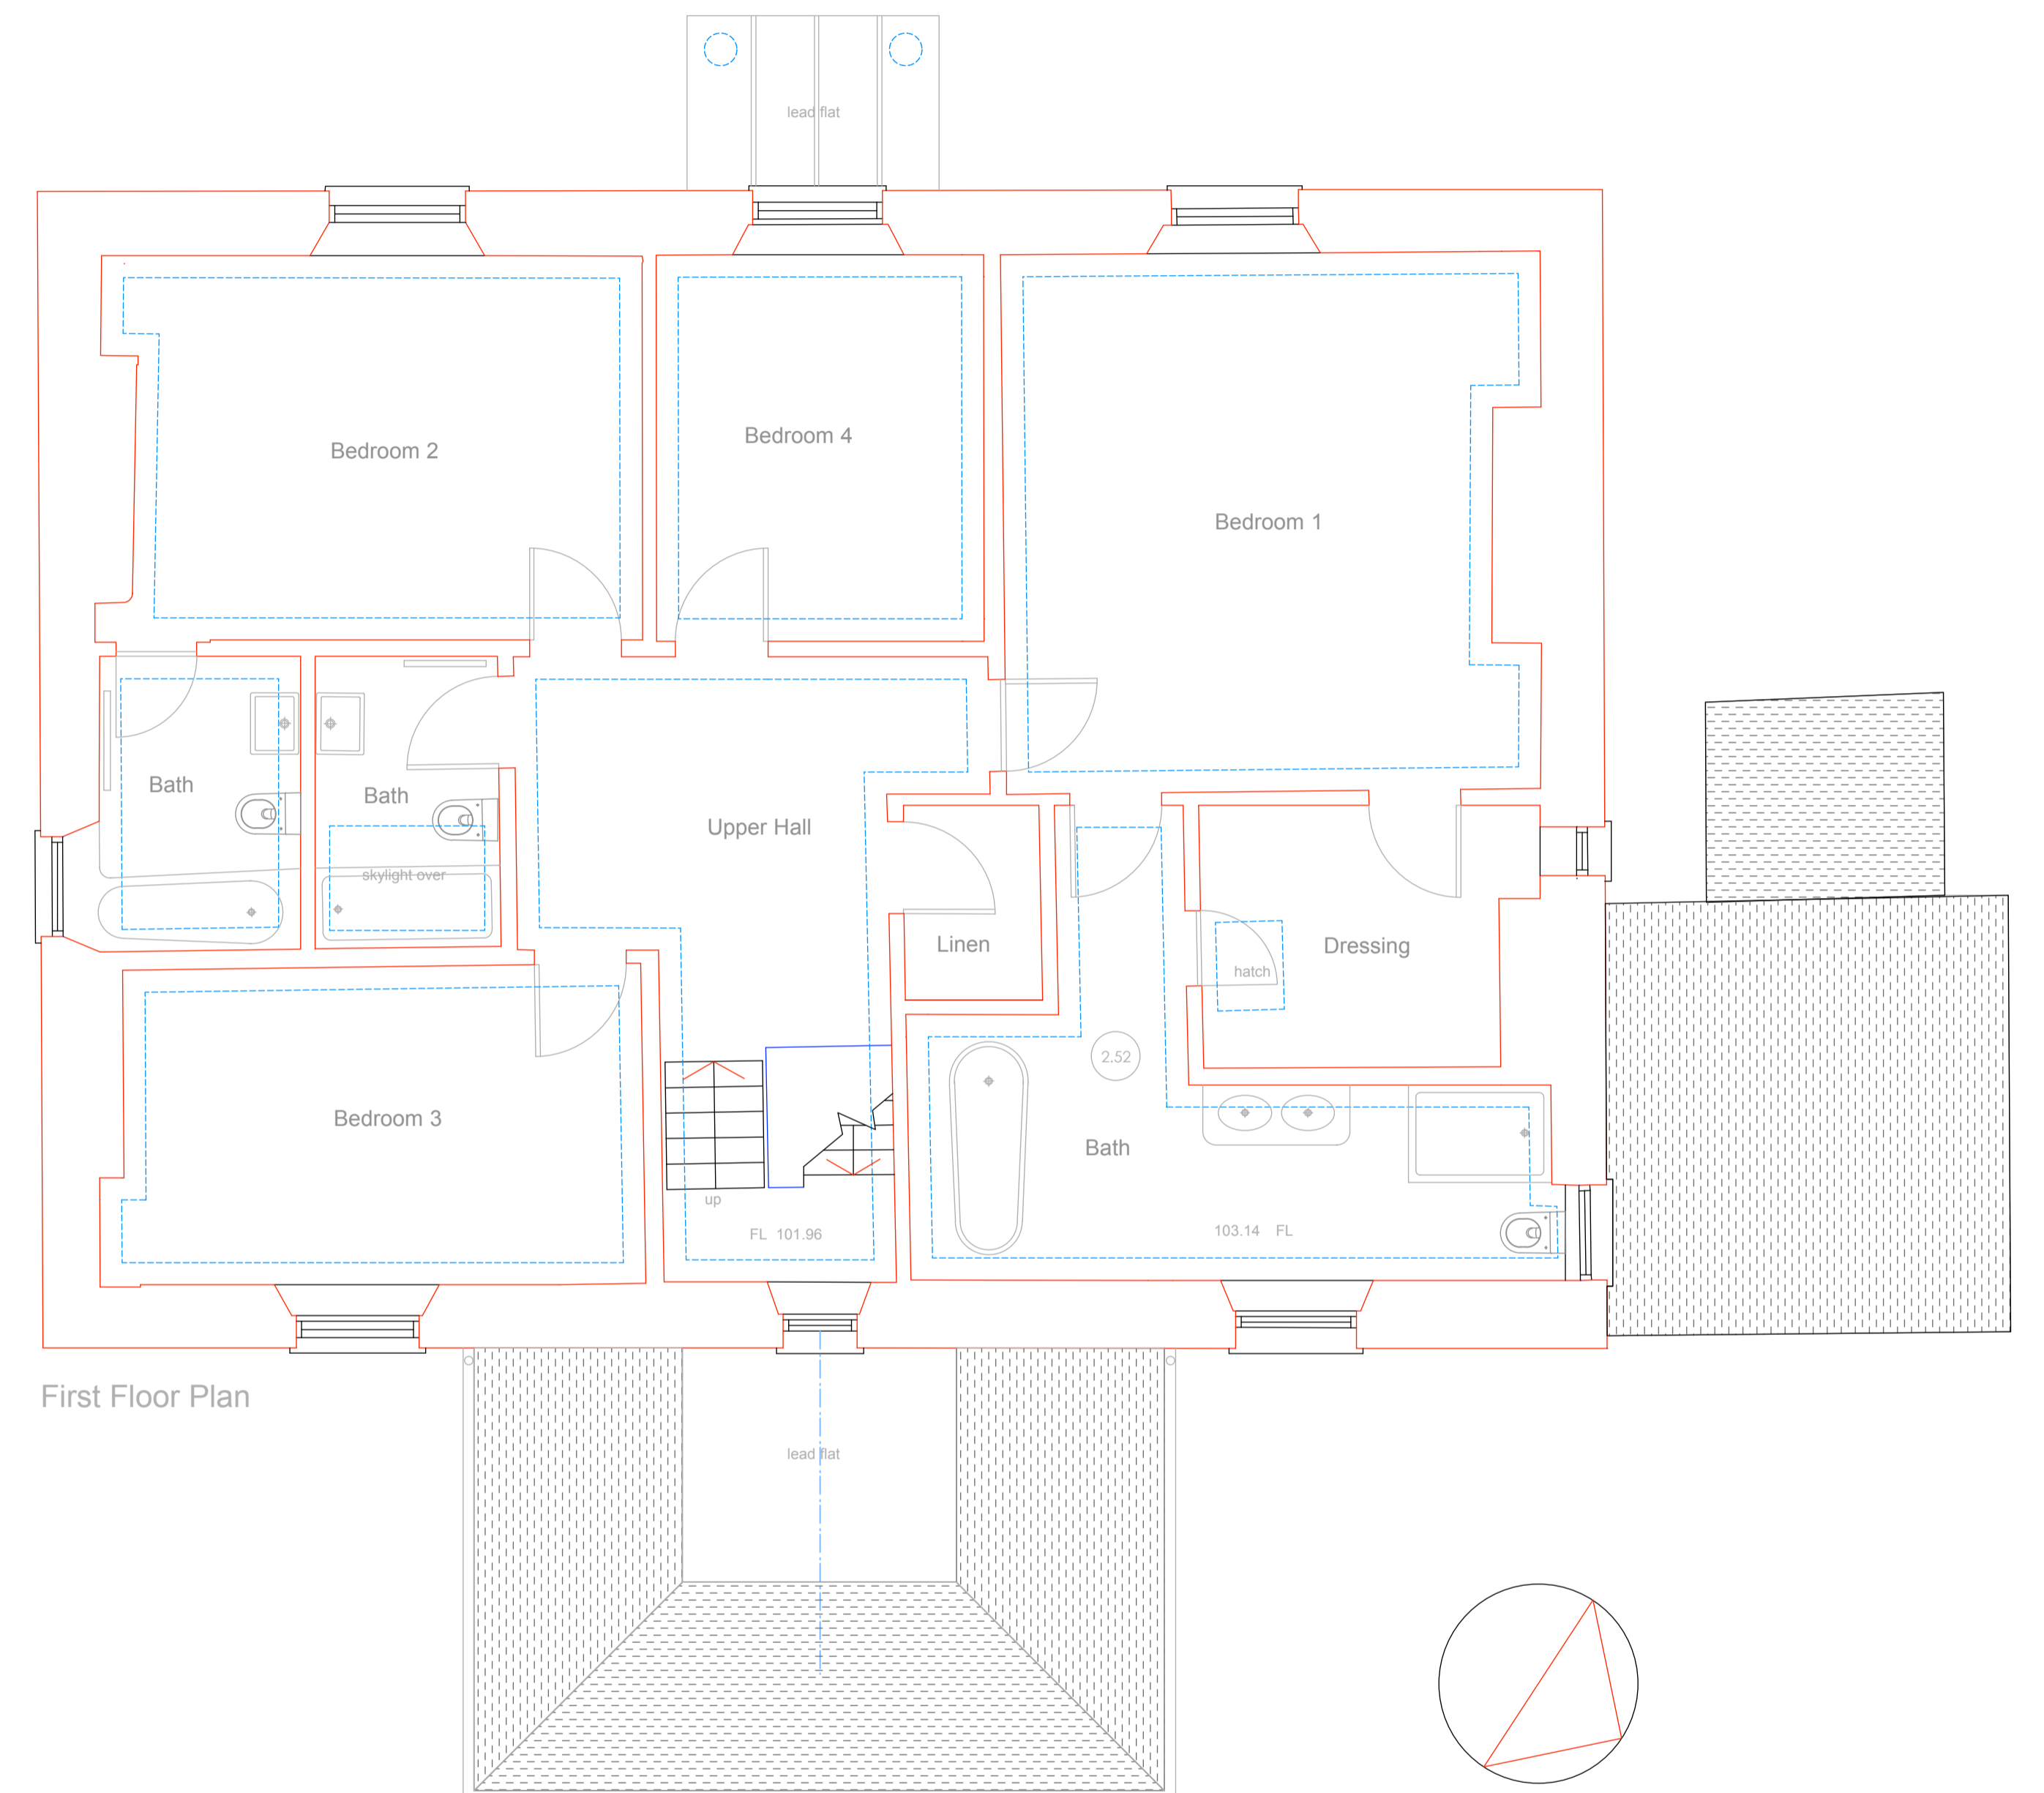 lead flat
Bedroom 2
Bedroom 4
Bedroom 1
Bath
Bath
Upper Hall
skylight over
Linen
Dressing
hatch
2.52
Bedroom 3
Bath
up
FL 101.96
103.14 FL
First Floor Plan
lead flat